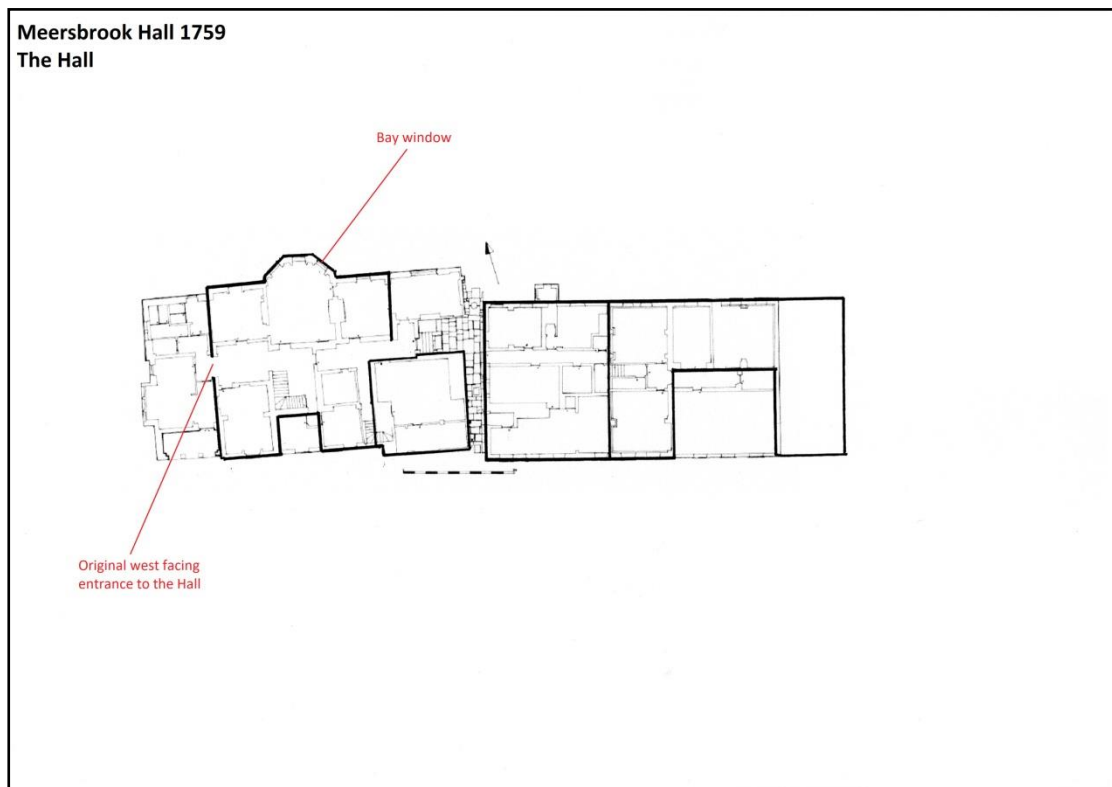 Meersbrook Hall 1759
The Hall
Bay window
Original west facing
entrance to the Hall